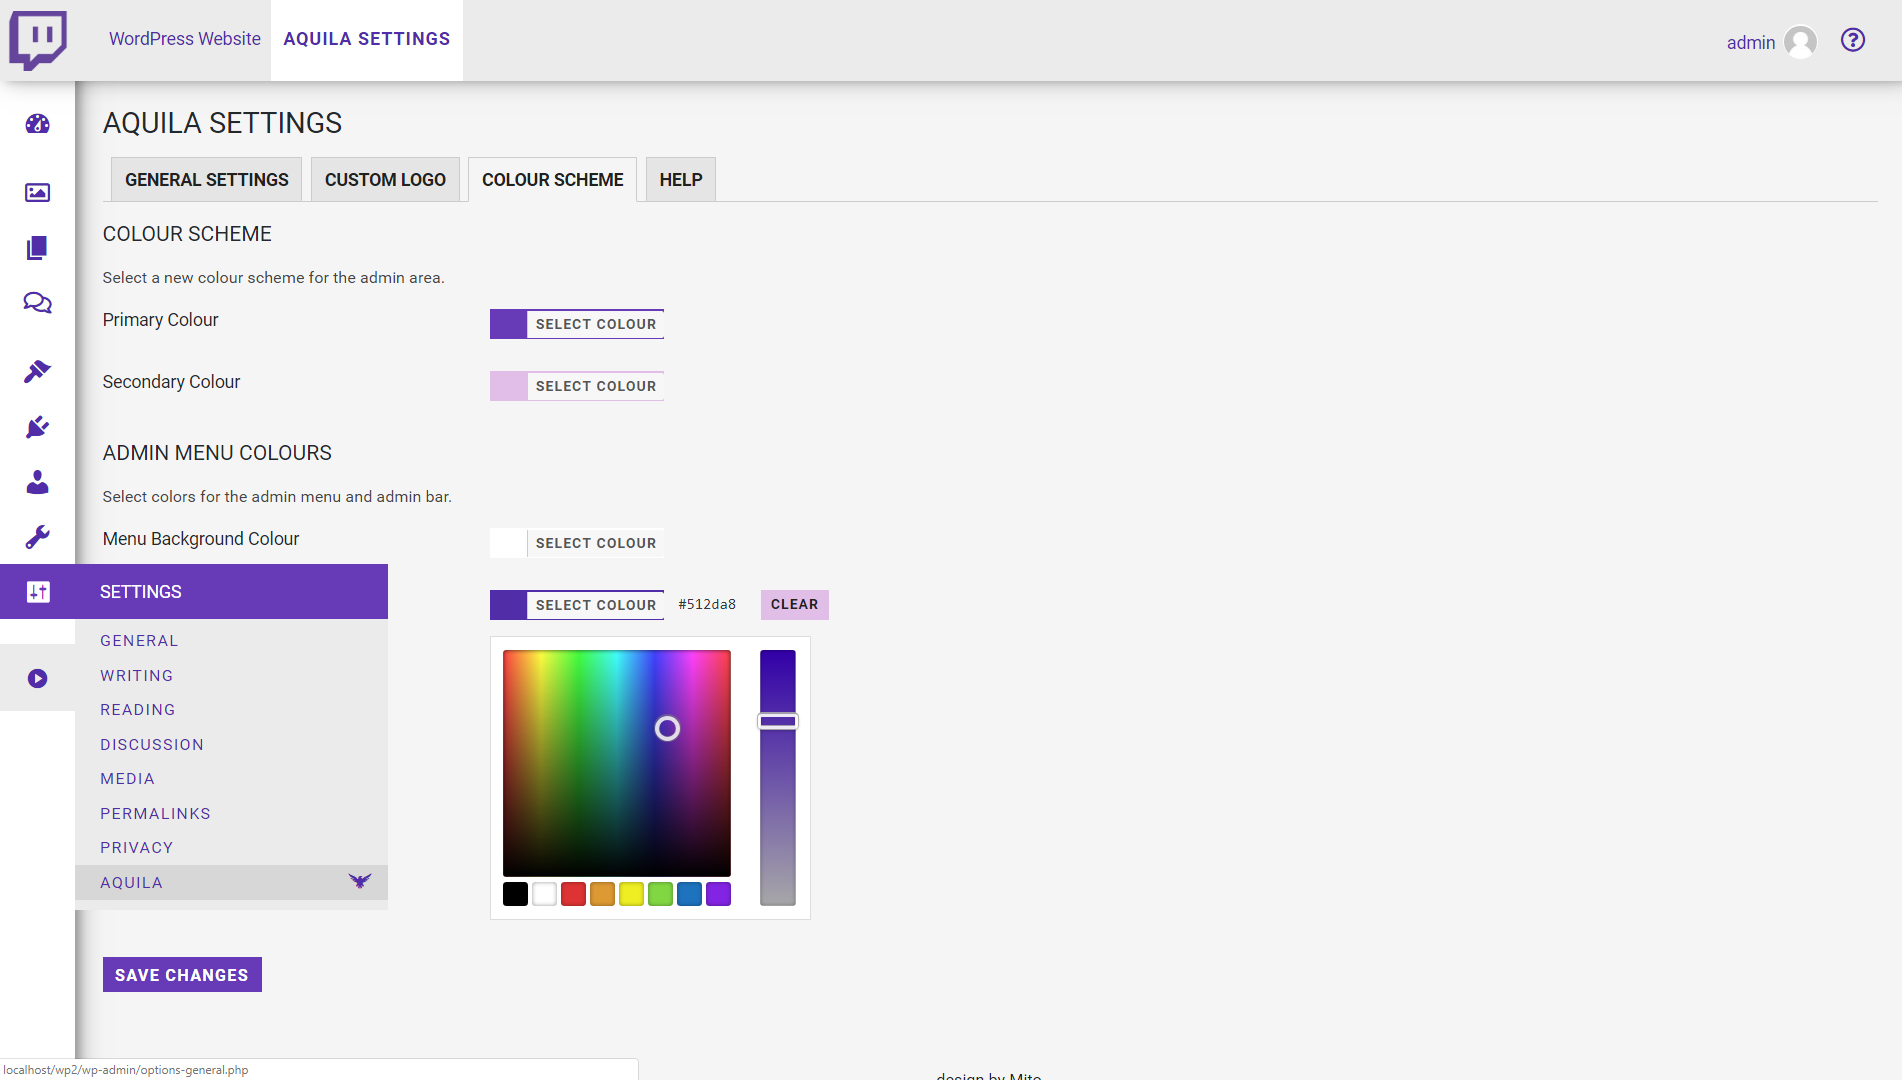 WordPress Website
AQUILA SETTINGS
admin
AQUILA SETTINGS
GENERAL SETTINGS
CUSTOM LOGO
COLOUR SCHEME
HELP
COLOUR SCHEME
Select a new colour scheme for the admin area.
Primary Colour
SELECT COLOUR
Secondary Colour
SELECT COLOUR
ADMIN MENU COLOURS
Select colors for the admin menu and admin bar.
Menu Background Colour
SELECT COLOUR
SETTINGS
SELECT COLOUR
#512da8
CLEAR
GENERAL
WRITING
READING
DISCUSSION
MEDIA
PERMALINKS
PRIVACY
AQUILA
SAVE CHANGES
localhost/wp2/wp-admin/options-general.php
design by Mito